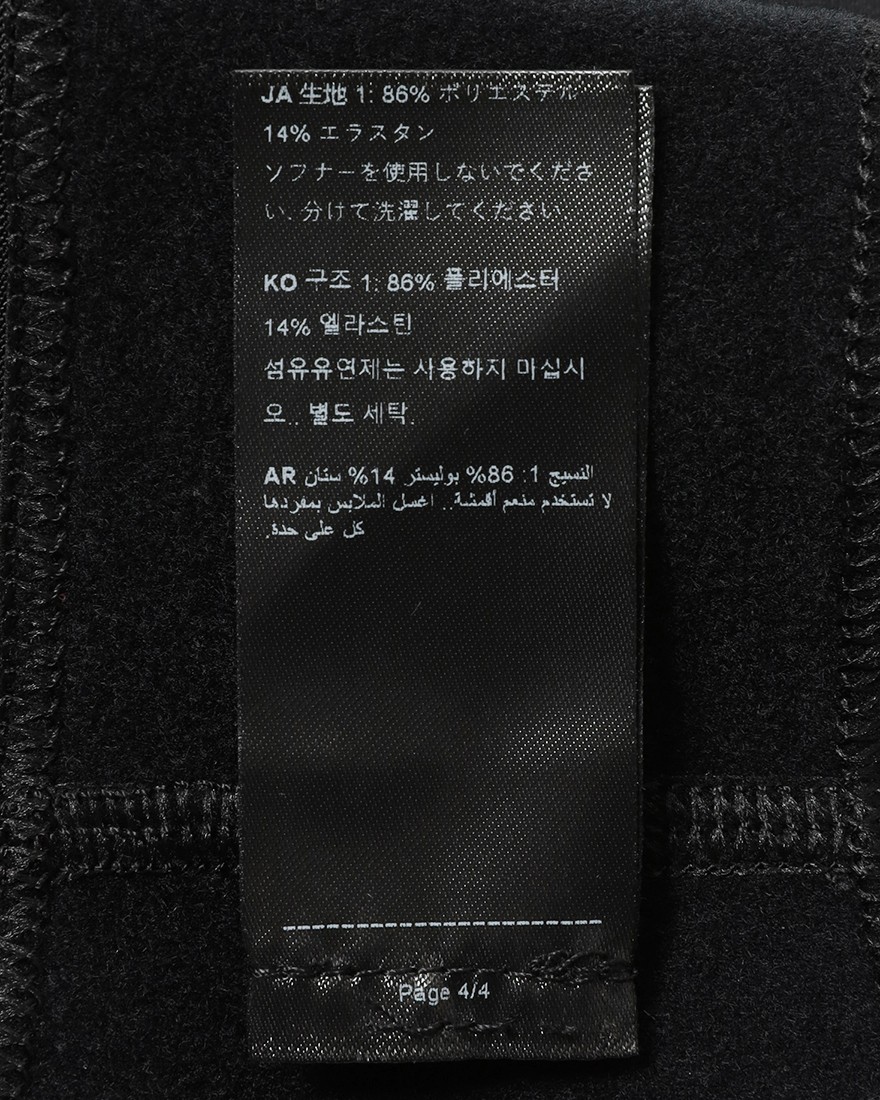 JA 生地 1: 86% ポリエステル
14% エラスタン
ソフナーを使用しないでくださ
い. 分けて洗濯してください.
KO 구조 1: 86% 폴리에스터
14% 엘라스틴
섬유유연제는 사용하지 마십시
오.. 별도 세탁.
AR النسيج 1: 86% بوليستر 14% ستان
لا تستخدم منعم أقمشة.. اغسل الملابس بمفردها
كل على حدة.
Page 4/4